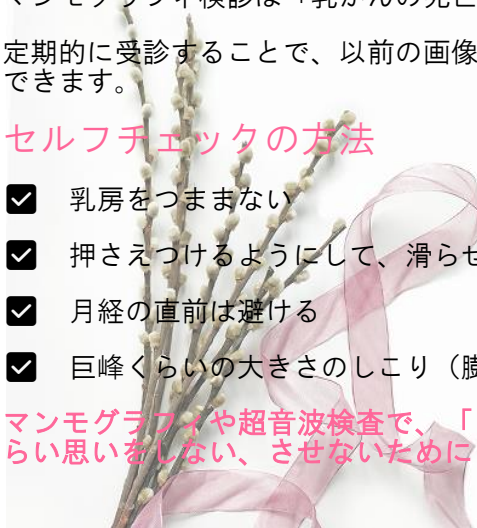 マンモグラフィ検診は「乳がんの死亡
定期的に受診することで、以前の画像
できます。
セルフチェックの方法
乳房をつままない
押さえつけるようにして、滑らせ
月経の直前は避ける
巨峰くらいの大きさのしこり（膨
マンモグラフィや超音波検査で、「
らい思いをしない、させないために